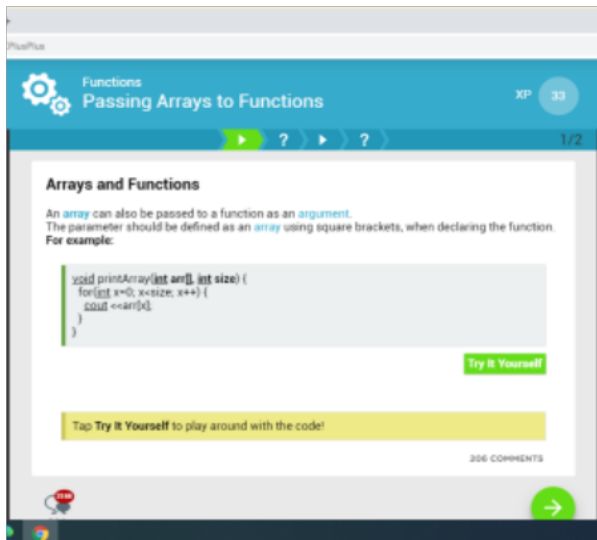 PlusPlus
Functions
Passing Arrays to Functions
XP 33
? ?
1/2
Arrays and Functions
An array can also be passed to a function as an argument.
The parameter should be defined as an array using square brackets, when declaring the function.
For example:
void printArray(int arr[], int size) {
for(int x=0; x<size; x++) {
cout <<arr[x];
}
}
Try It Yourself
Tap Try It Yourself to play around with the code!
206 COMMENTS